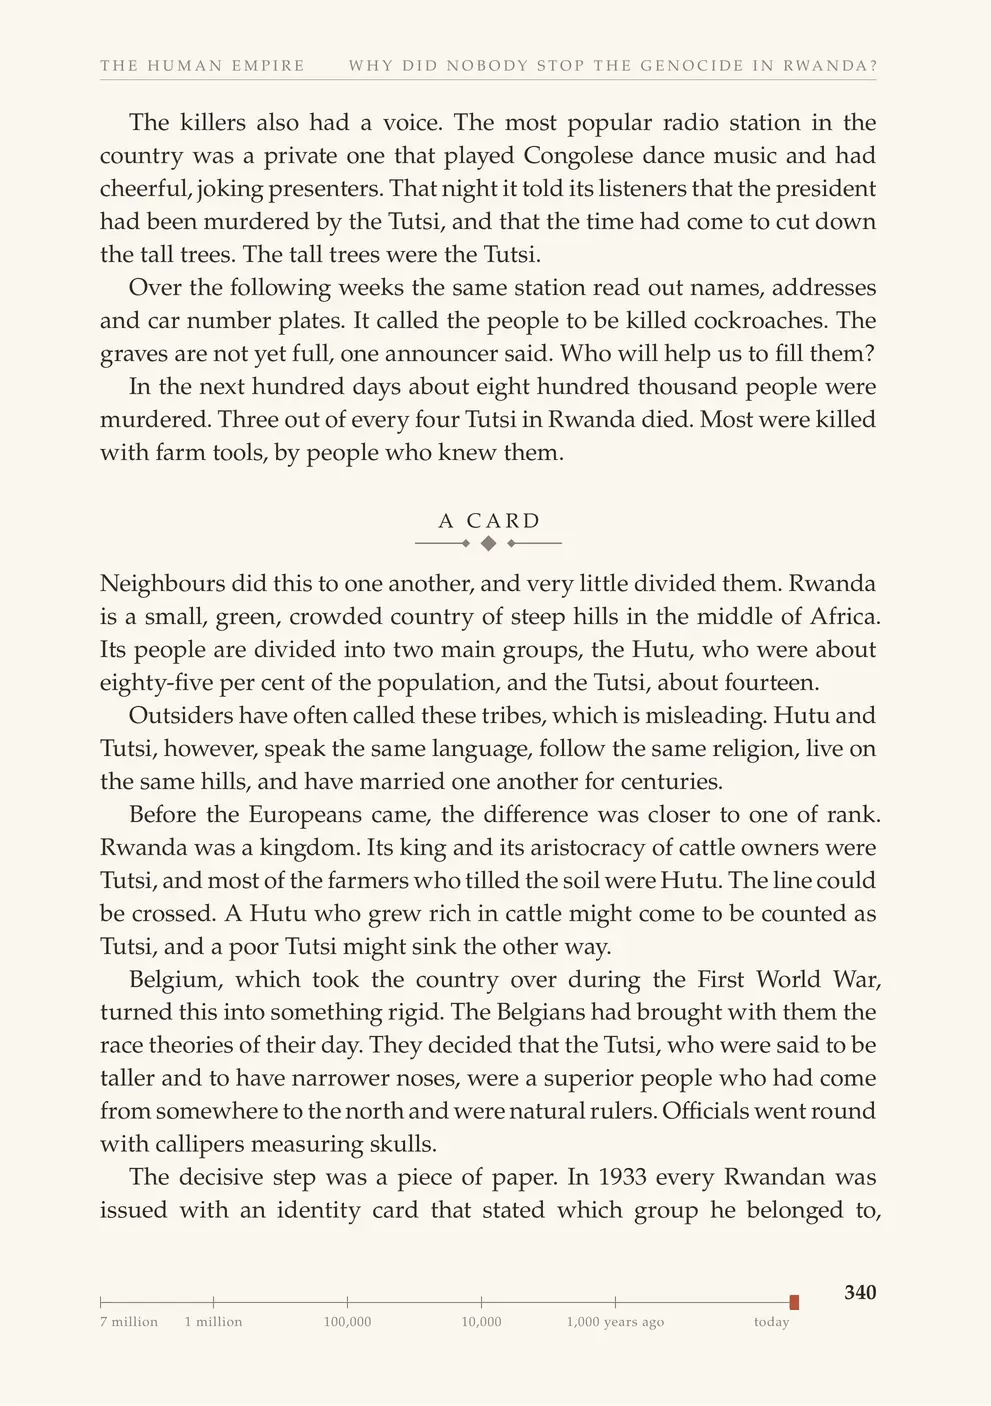 THE HUMAN EMPIRE WHY DID NOBODY STOP THE GENOCIDE IN RWANDA?
The killers also had a voice. The most popular radio station in the
country was a private one that played Congolese dance music and had
cheerful, joking presenters. That night it told its listeners that the president
had been murdered by the Tutsi, and that the time had come to cut down
the tall trees. The tall trees were the Tutsi.
Over the following weeks the same station read out names, addresses
and car number plates. It called the people to be killed cockroaches. The
graves are not yet full, one announcer said. Who will help us to fill them?
In the next hundred days about eight hundred thousand people were
murdered. Three out of every four Tutsi in Rwanda died. Most were killed
with farm tools, by people who knew them.
A CARD
Neighbours did this to one another, and very little divided them. Rwanda
is a small, green, crowded country of steep hills in the middle of Africa.
Its people are divided into two main groups, the Hutu, who were about
eighty-five per cent of the population, and the Tutsi, about fourteen.
Outsiders have often called these tribes, which is misleading. Hutu and
Tutsi, however, speak the same language, follow the same religion, live on
the same hills, and have married one another for centuries.
Before the Europeans came, the difference was closer to one of rank.
Rwanda was a kingdom. Its king and its aristocracy of cattle owners were
Tutsi, and most of the farmers who tilled the soil were Hutu. The line could
be crossed. A Hutu who grew rich in cattle might come to be counted as
Tutsi, and a poor Tutsi might sink the other way.
Belgium, which took the country over during the First World War,
turned this into something rigid. The Belgians had brought with them the
race theories of their day. They decided that the Tutsi, who were said to be
taller and to have narrower noses, were a superior people who had come
from somewhere to the north and were natural rulers. Officials went round
with callipers measuring skulls.
The decisive step was a piece of paper. In 1933 every Rwandan was
issued with an identity card that stated which group he belonged to,
340
7 million 1 million 100,000 10,000 1,000 years ago today